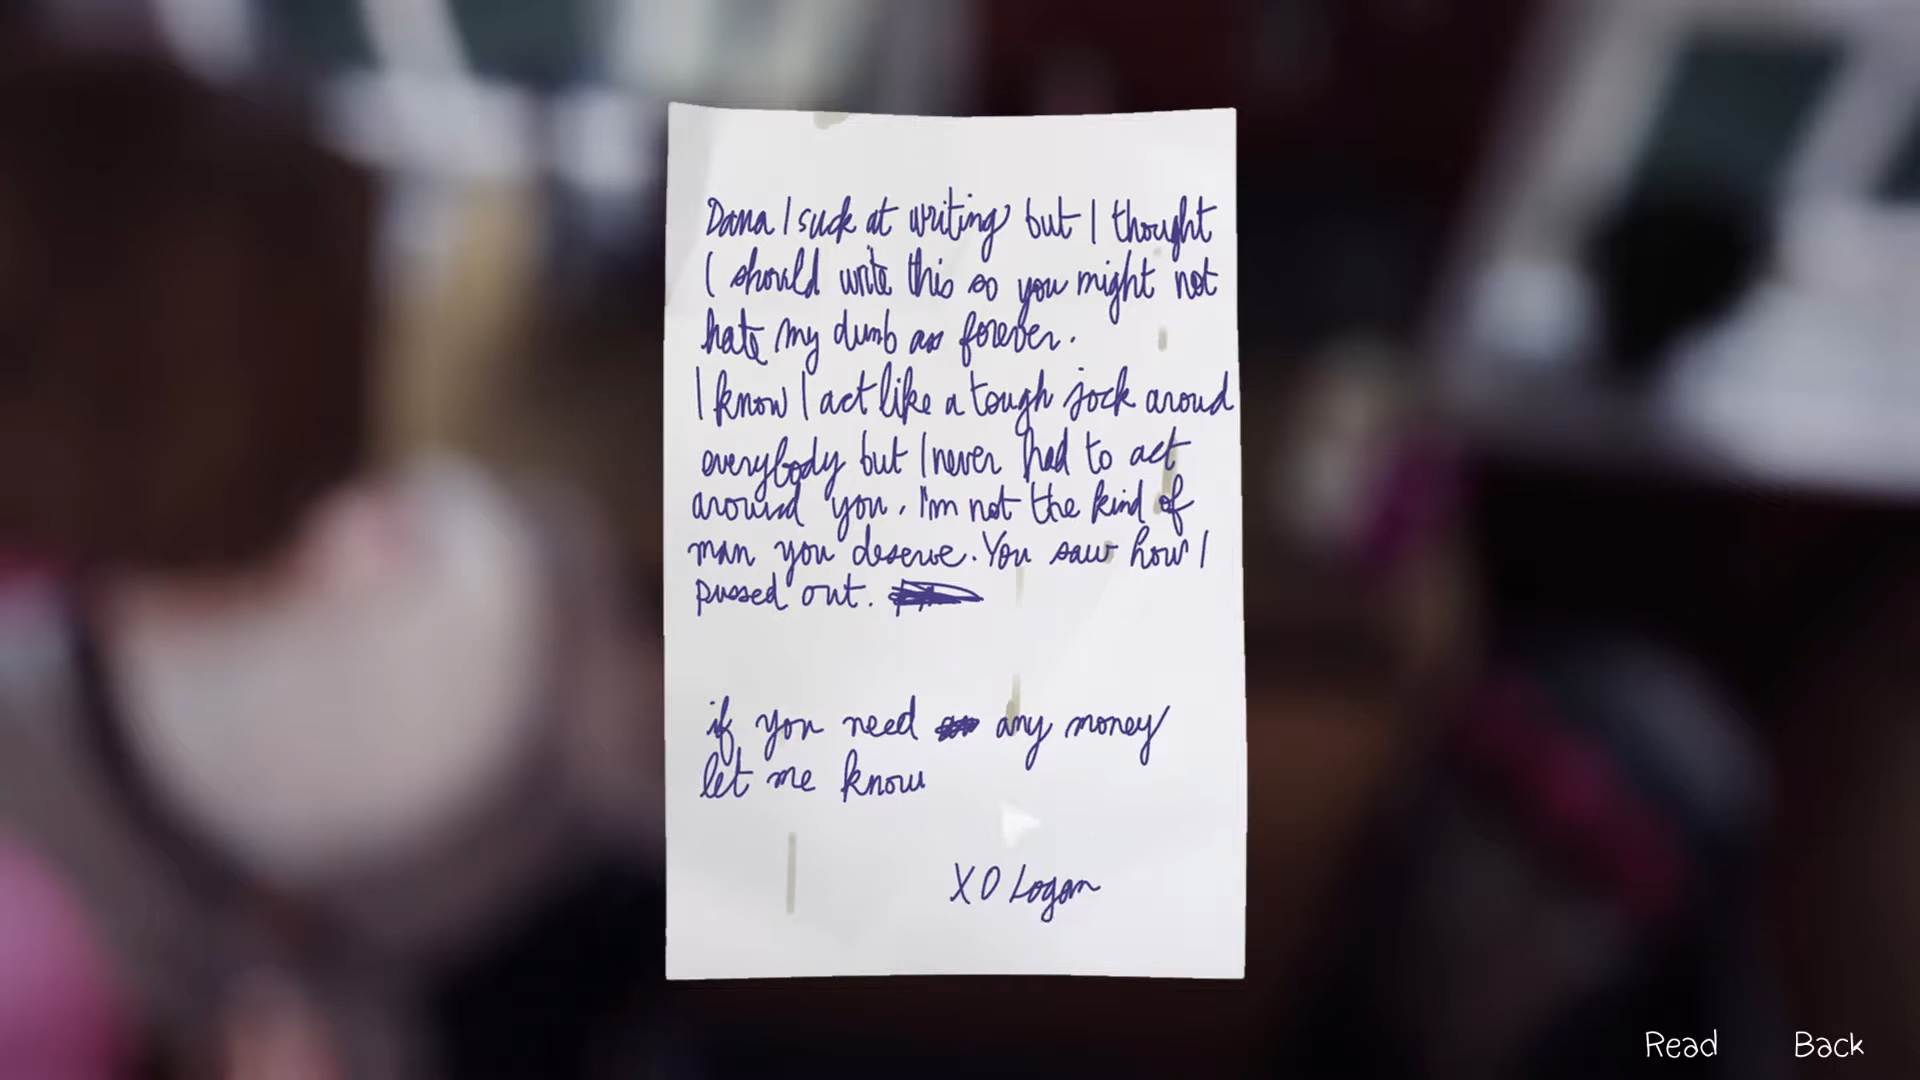 Dana I suck at writing but I thought
I should write this so you might not
hate my dumb ass forever.
I know I act like a tough jock aroud
everybody but I never had to act
around you. I'm not the kind of
man you deserve. You saw how I
pussed out.
if you need any money
let me know
XO Logan
Read Back